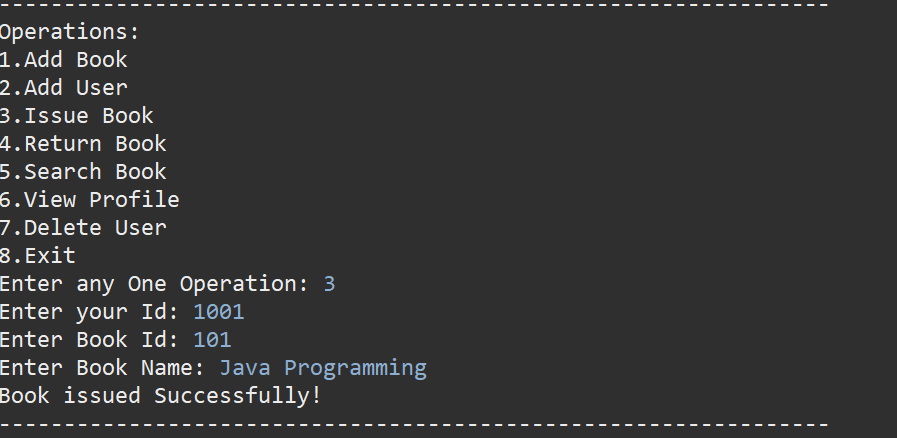 ----------------------------------------------------------------
Operations:
1.Add Book
2.Add User
3.Issue Book
4.Return Book
5.Search Book
6.View Profile
7.Delete User
8.Exit
Enter any One Operation: 3
Enter your Id: 1001
Enter Book Id: 101
Enter Book Name: Java Programming
Book issued Successfully!
----------------------------------------------------------------